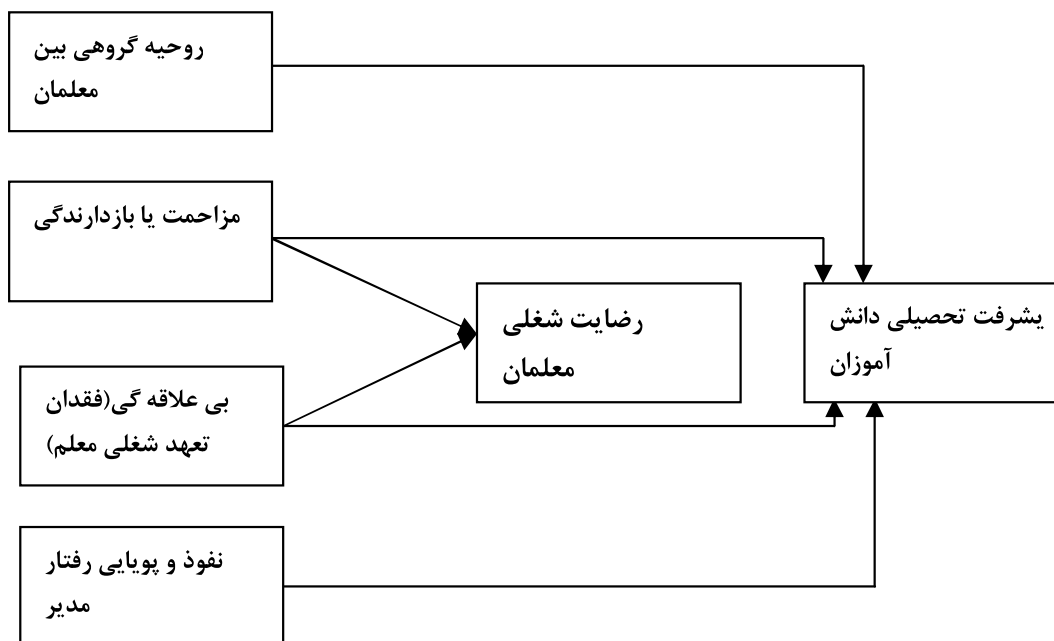 روحیه گروهی بین
معلمان
مزاحمت یا بازدارندگی
رضایت شغلی
معلمان
یشرفت تحصیلی دانش
آموزان
بی علاقه گی(فقدان
تعهد شغلی معلم)
نفوذ و پویایی رفتار
مدیر